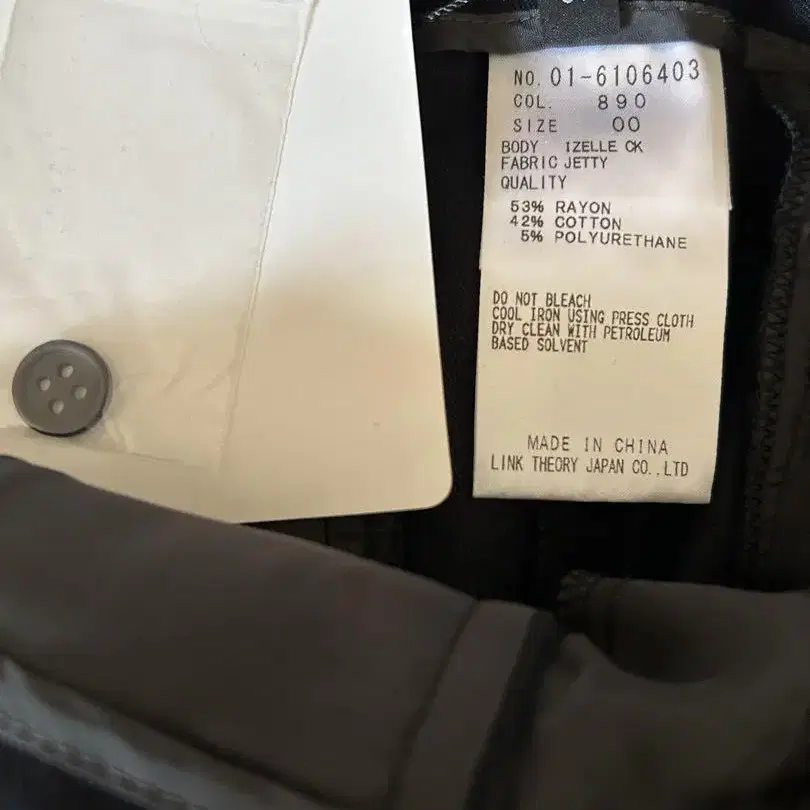 NO. 01-6106403
COL. 890
SIZE 00
BODY IZELLE CK
FABRIC JETTY
QUALITY
53% RAYON
42% COTTON
5% POLYURETHANE
DO NOT BLEACH
COOL IRON USING PRESS CLOTH
DRY CLEAN WITH PETROLEUM
BASED SOLVENT
MADE IN CHINA
LINK THEORY JAPAN CO.,LTD